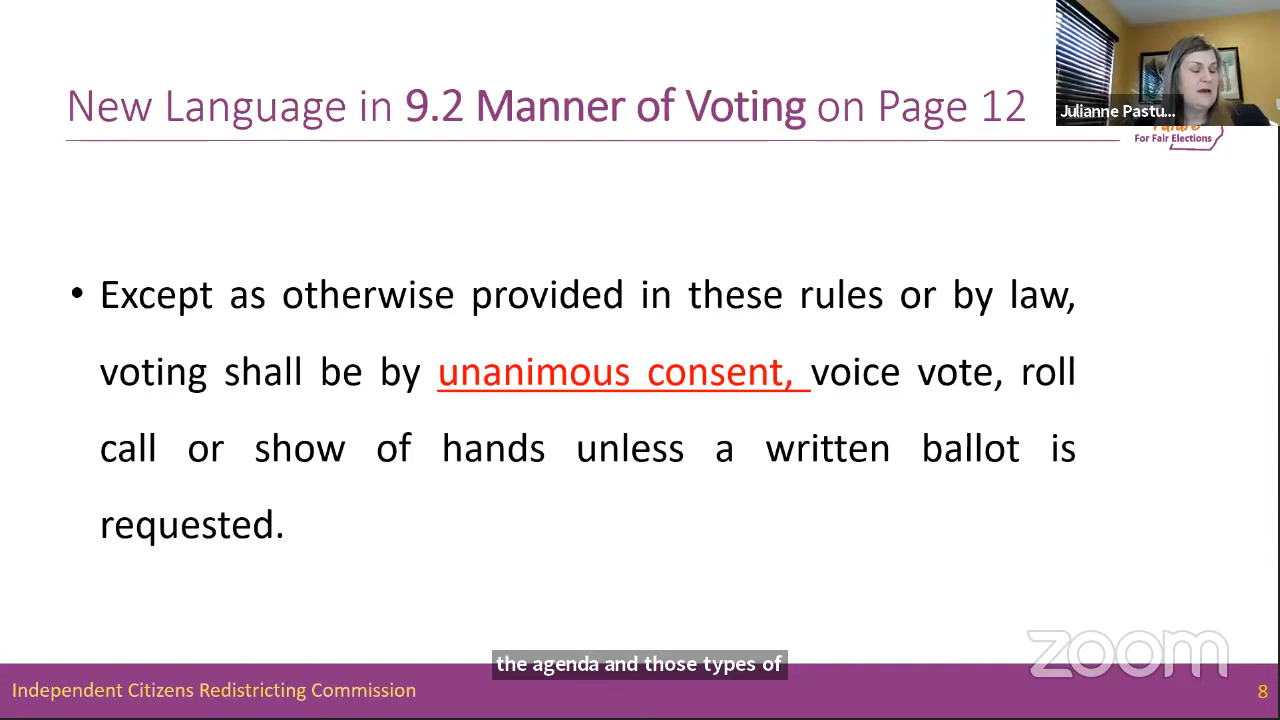 New Language in 9.2 Manner of Voting on Page 12
Julianne Pastu...
For Fair Elections
• Except as otherwise provided in these rules or by law,
voting shall be by unanimous consent, voice vote, roll
call or show of hands unless a written ballot is
requested.
zoom
the agenda and those types of
Independent Citizens Redistricting Commission
8